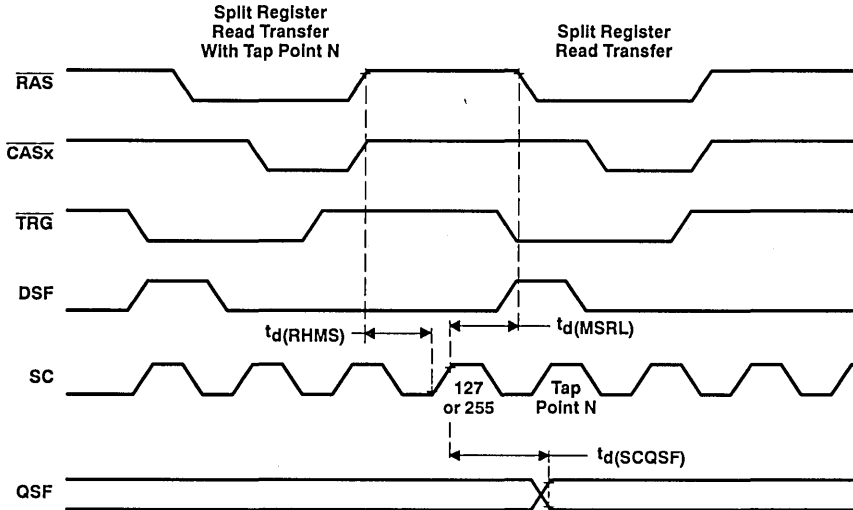 Split Register
Read Transfer
With Tap Point N
Split Register
Read Transfer
RAS
CASx
TRG
DSF
td(RHMS)
td(MSRL)
SC
127
or 255
Tap
Point N
td(SCQSF)
QSF